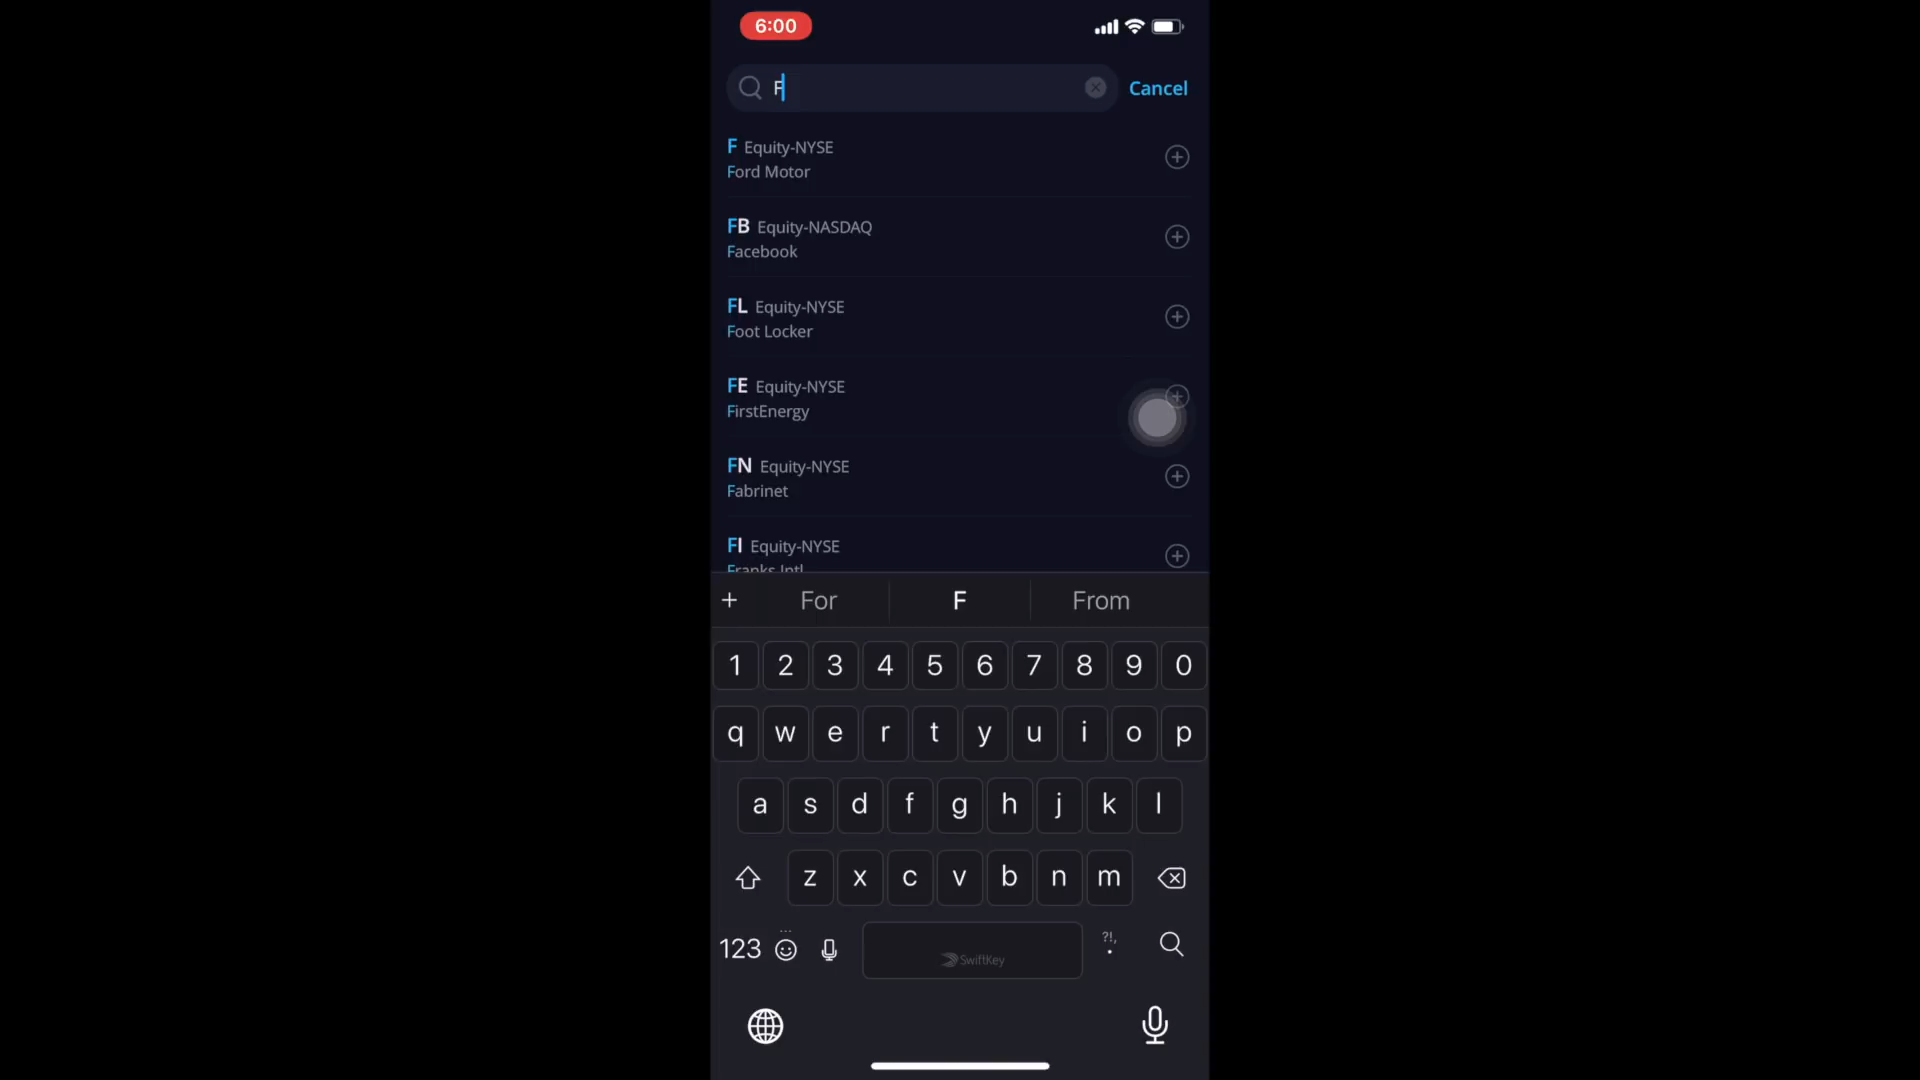 6:00
F
Cancel
F Equity-NYSE
Ford Motor
FB Equity-NASDAQ
Facebook
FL Equity-NYSE
Foot Locker
FE Equity-NYSE
FirstEnergy
FN Equity-NYSE
Fabrinet
FI Equity-NYSE
Franks Intl
+ For F From
1 2 3 4 5 6 7 8 9 0
q w e r t y u i o p
a s d f g h j k l
z x c v b n m
123 SwiftKey ?!, .